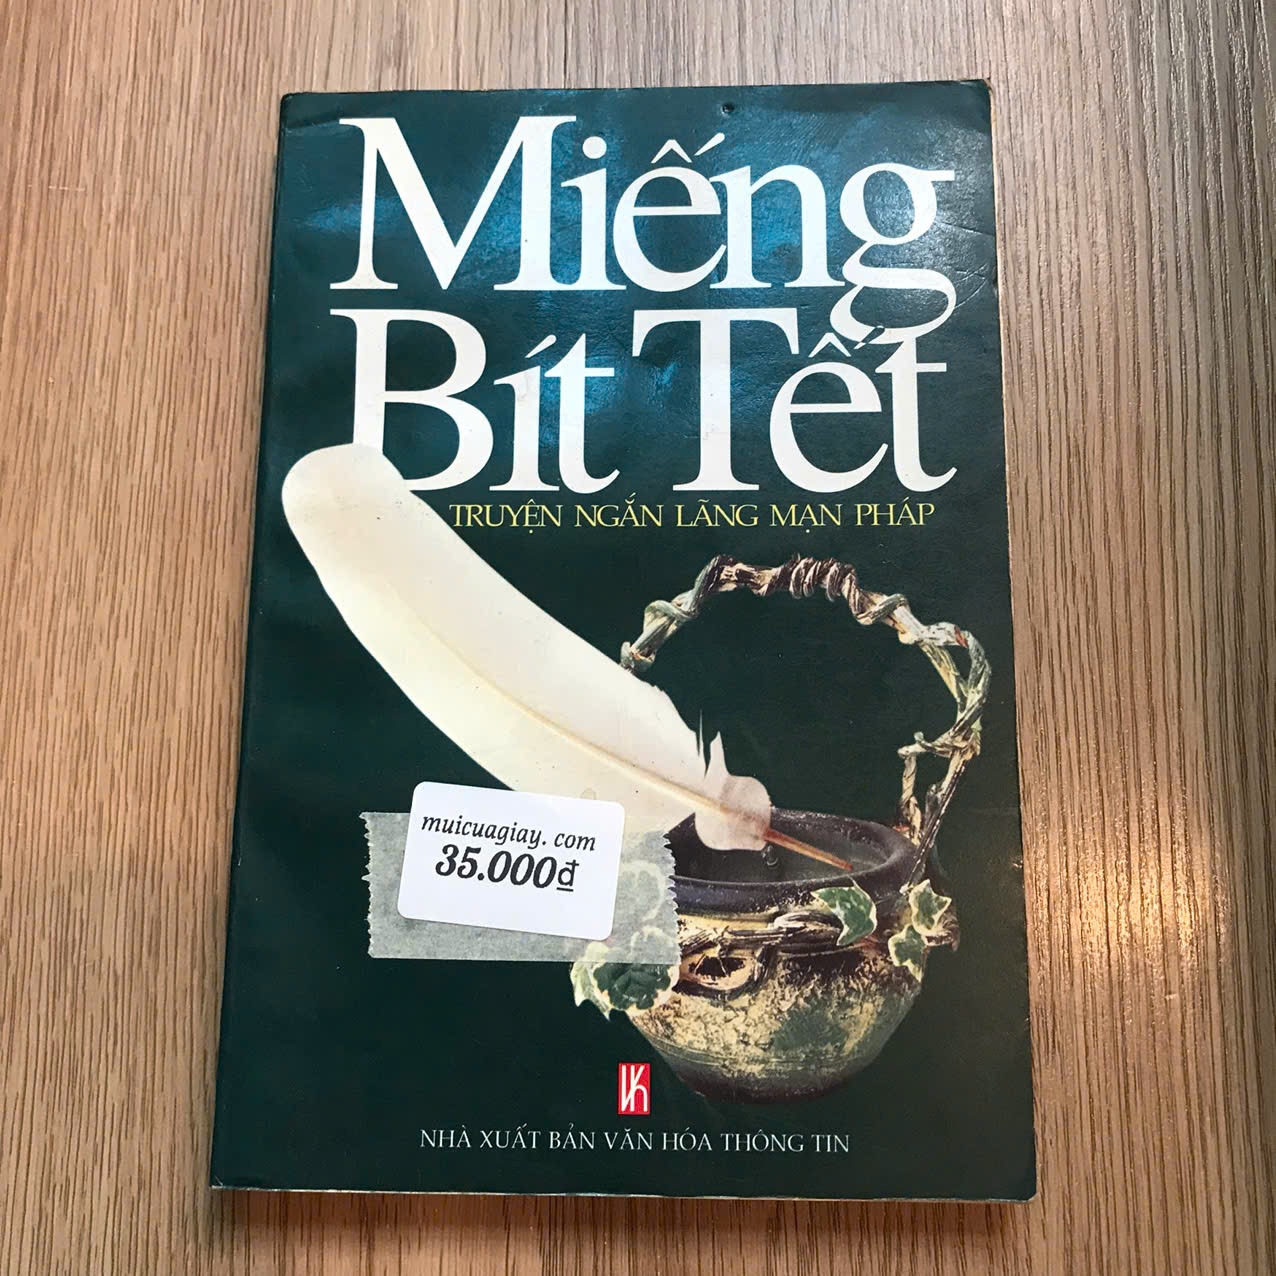 Miếng
Bít Tết
TRUYỆN NGẮN LÃNG MẠN PHÁP
muicuagiay. com
35.000đ
NHÀ XUẤT BẢN VĂN HÓA THÔNG TIN